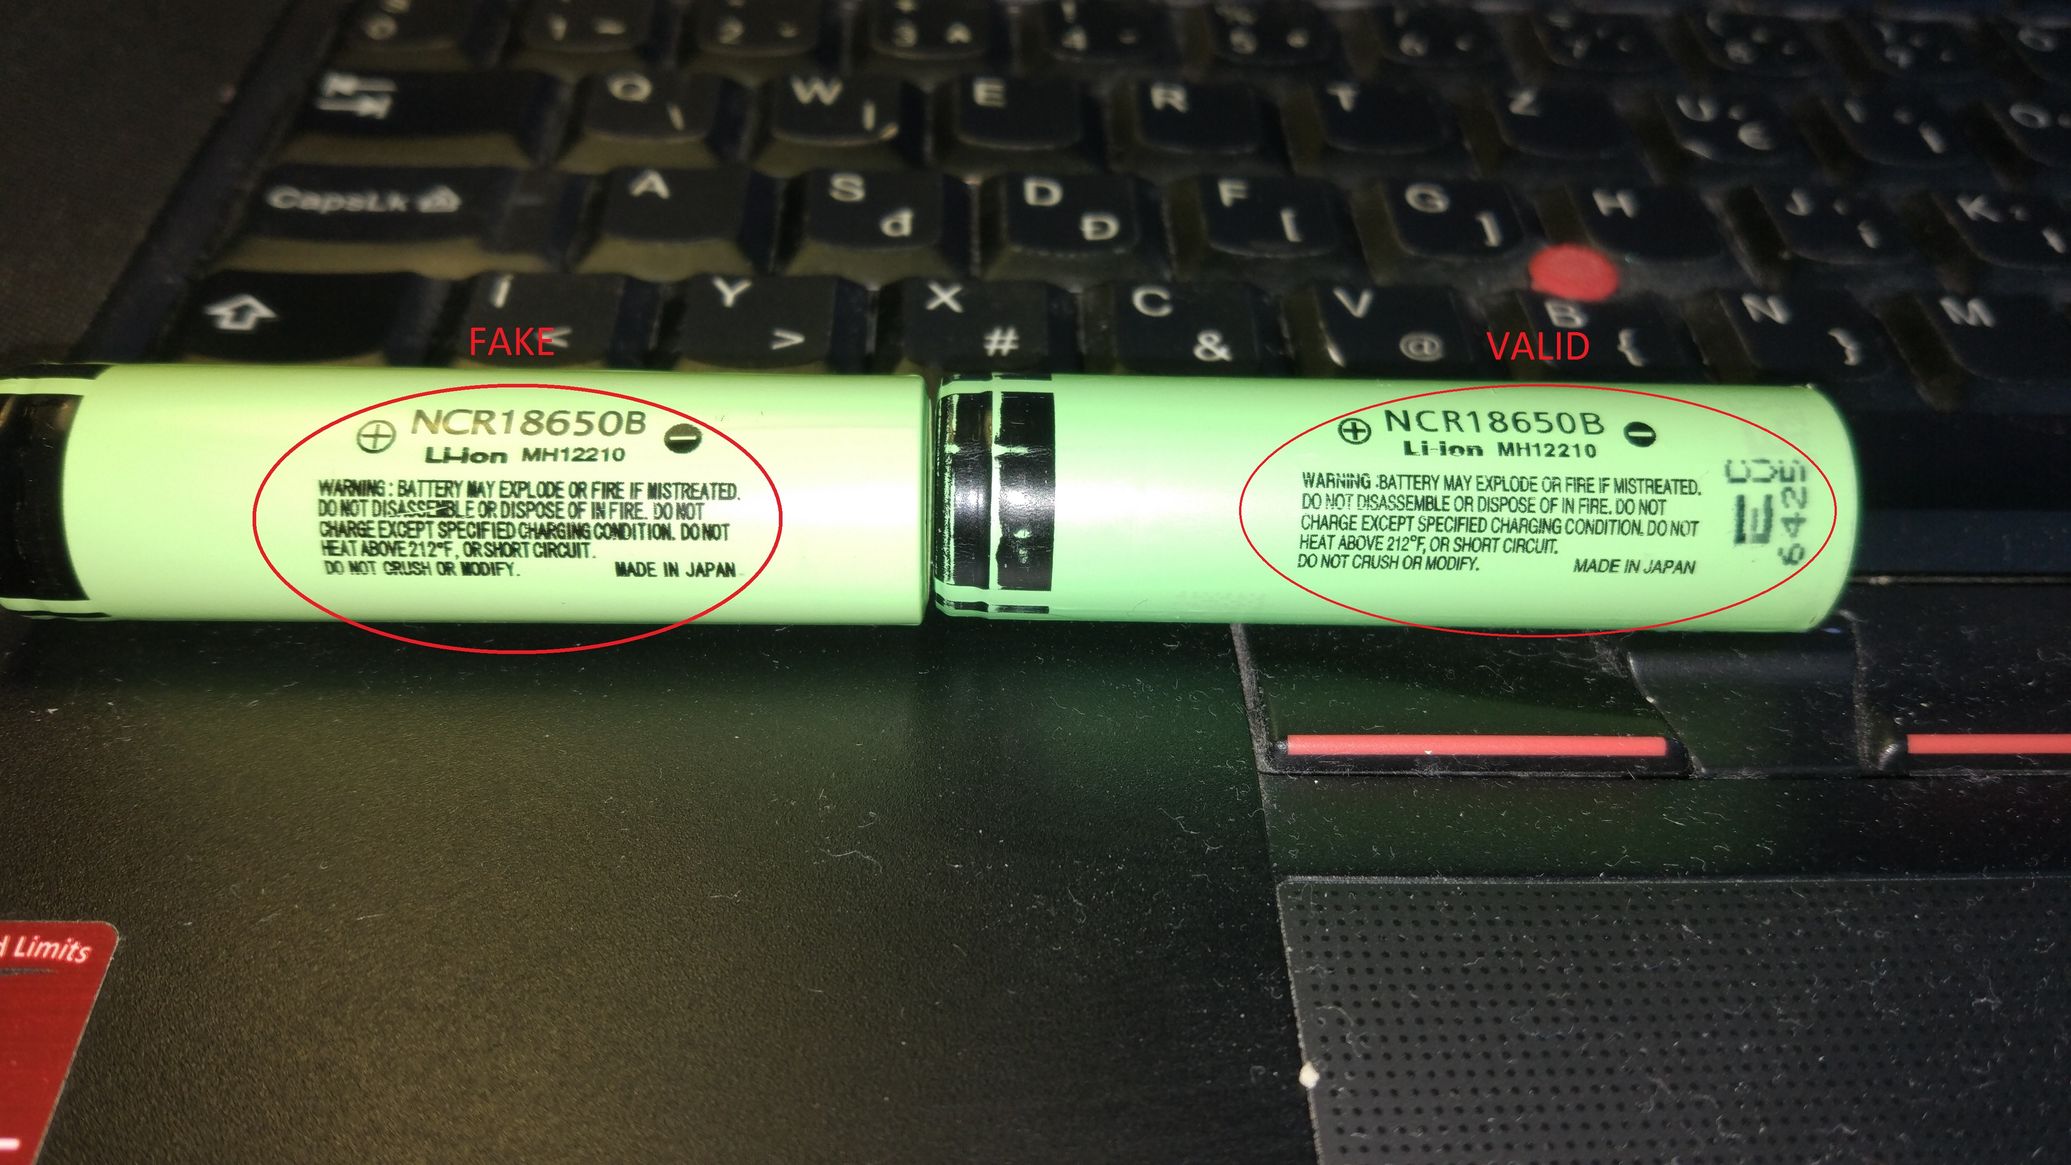 Q \
W |
E
R
T
Z
U €
CapsLk
A
S đ
D Đ
F [
G ]
H
J
K
Í <
Y >
X #
C &
V @
B {
N }
M
FAKE
VALID
NCR18650B
Li-ion MH12210
WARNING : BATTERY MAY EXPLODE OR FIRE IF MISTREATED.
DO NOT DISASSEMBLE OR DISPOSE OF IN FIRE. DO NOT
CHARGE EXCEPT SPECIFIED CHARGING CONDITION. DO NOT
HEAT ABOVE 212°F, OR SHORT CIRCUIT.
DO NOT CRUSH OR MODIFY. MADE IN JAPAN
NCR18650B
Li-ion MH12210
WARNING :BATTERY MAY EXPLODE OR FIRE IF MISTREATED.
DO NOT DISASSEMBLE OR DISPOSE OF IN FIRE. DO NOT
CHARGE EXCEPT SPECIFIED CHARGING CONDITION. DO NOT
HEAT ABOVE 212°F, OR SHORT CIRCUIT.
DO NOT CRUSH OR MODIFY. MADE IN JAPAN
6425
Limits